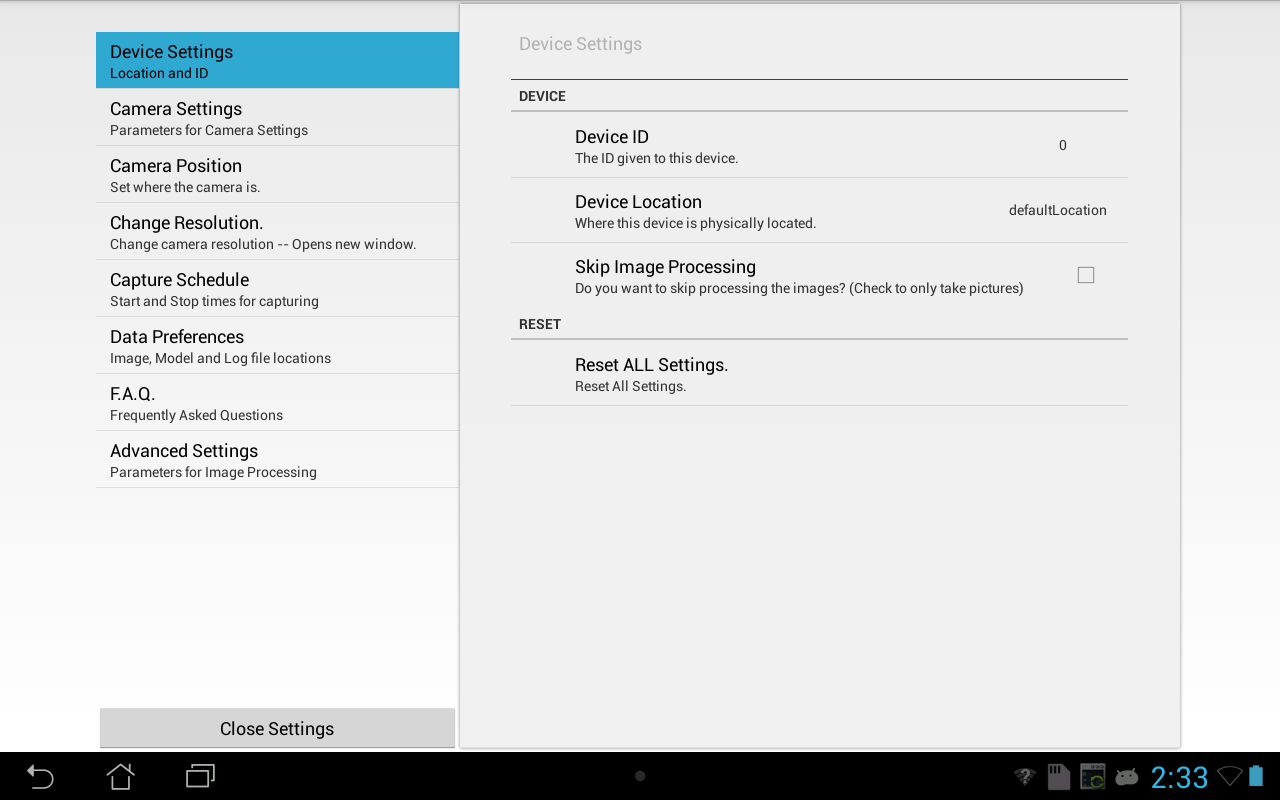 Device Settings
Location and ID
Camera Settings
Parameters for Camera Settings
Camera Position
Set where the camera is.
Change Resolution.
Change camera resolution -- Opens new window.
Capture Schedule
Start and Stop times for capturing
Data Preferences
Image, Model and Log file locations
F.A.Q.
Frequently Asked Questions
Advanced Settings
Parameters for Image Processing
Close Settings
Device Settings
DEVICE
Device ID
The ID given to this device.
0
Device Location
Where this device is physically located.
defaultLocation
Skip Image Processing
Do you want to skip processing the images? (Check to only take pictures)
RESET
Reset ALL Settings.
Reset All Settings.
2:33